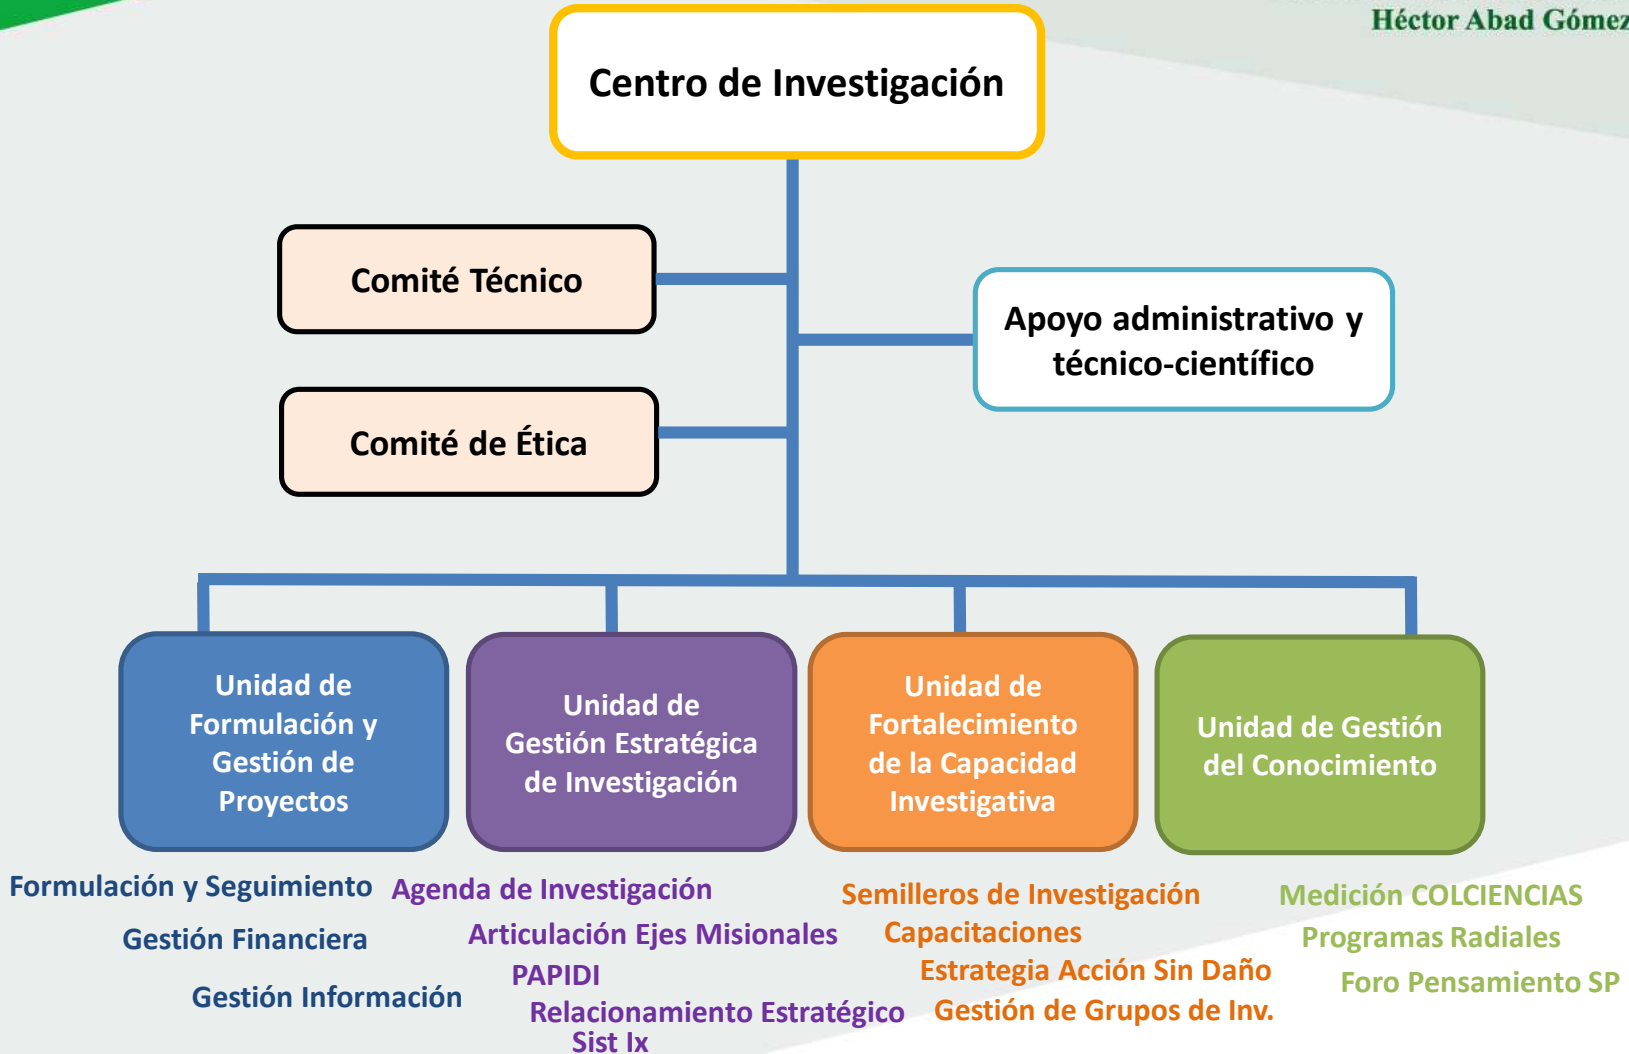 Héctor Abad Gómez
Centro de Investigación
Comité Técnico
Apoyo administrativo y
técnico-científico
Comité de Ética
Unidad de
Formulación y
Gestión de
Proyectos
Unidad de
Gestión Estratégica
de Investigación
Unidad de
Fortalecimiento
de la Capacidad
Investigativa
Unidad de Gestión
del Conocimiento
Formulación y Seguimiento
Gestión Financiera
Gestión Información
Agenda de Investigación
Articulación Ejes Misionales
PAPIDI
Relacionamiento Estratégico
Sist Ix
Semilleros de Investigación
Capacitaciones
Estrategia Acción Sin Daño
Gestión de Grupos de Inv.
Medición COLCIENCIAS
Programas Radiales
Foro Pensamiento SP